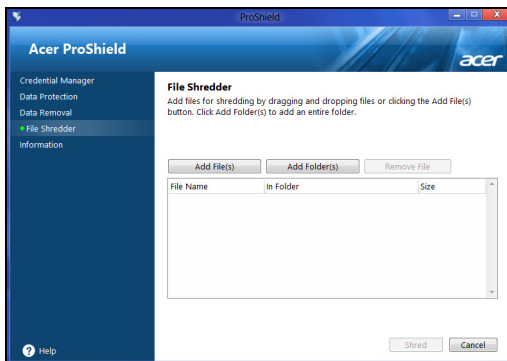 ProShield
Acer ProShield
acer
Credential Manager
Data Protection
Data Removal
File Shredder
Information
File Shredder
Add files for shredding by dragging and dropping files or clicking the Add File(s)
button. Click Add Folder(s) to add an entire folder.
Add File(s) Add Folder(s) Remove File
File Name In Folder Size
Shred Cancel
? Help